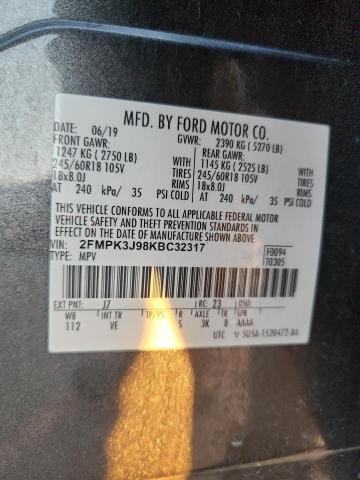 MFD. BY FORD MOTOR CO.
DATE: 06/19 GVWR: 2390 KG ( 5270 LB)
FRONT GAWR: REAR GAWR:
1247 KG ( 2750 LB) 1145 KG ( 2525 LB)
245/60R18 105V TIRES 245/60R18 105V TIRES
18x8.0J RIMS 18x8.0J RIMS
AT 240 kPa/ 35 PSI COLD AT 240 kPa/ 35 PSI COLD
THIS VEHICLE CONFORMS TO ALL APPLICABLE FEDERAL MOTOR
VEHICLE SAFETY AND THEFT PREVENTION STANDARDS IN
EFFECT ON THE DATE OF MANUFACTURE SHOWN ABOVE.
VIN: 2FMPK3J98KBC32317 F0094
TYPE: MPV T0305
EXT PNT: J7 RC: 23 DSO:
WB INT TR TP/PS R AXLE TR SPR
112 VE 5 3K 8 AAAA
UTC SU5A-1520472-BA